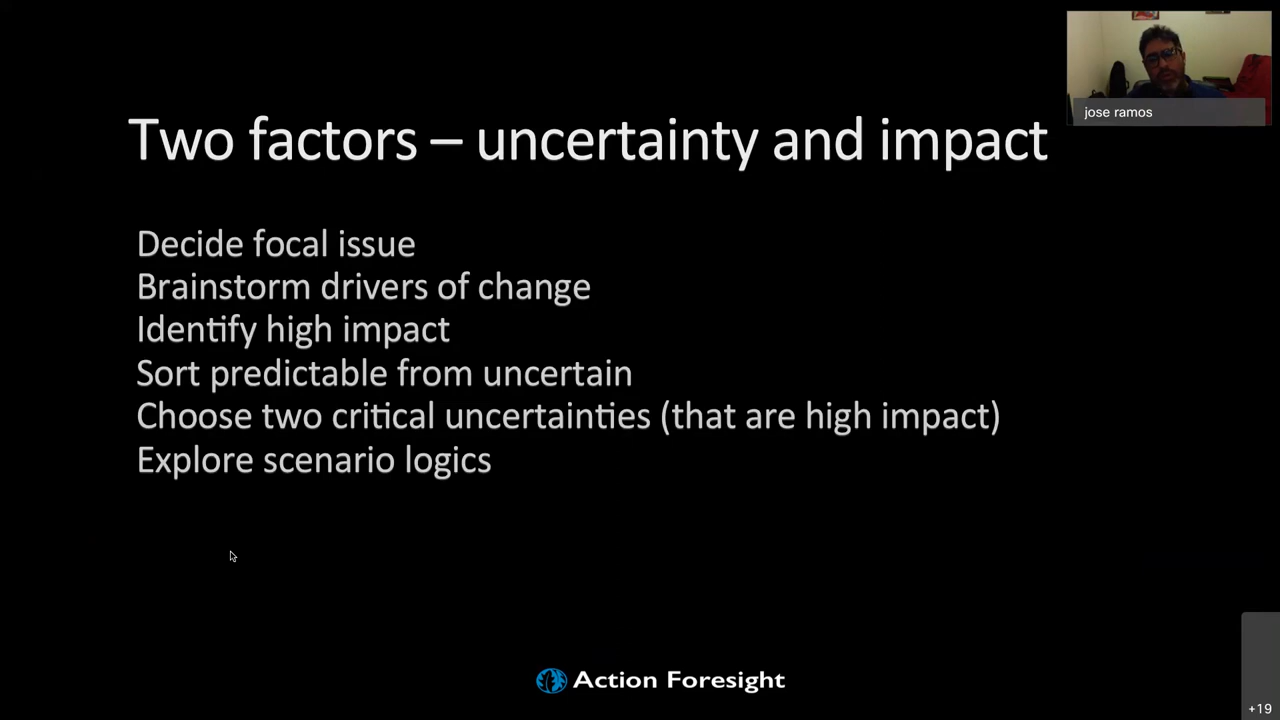 jose ramos
Two factors – uncertainty and impact
Decide focal issue
Brainstorm drivers of change
Identify high impact
Sort predictable from uncertain
Choose two critical uncertainties (that are high impact)
Explore scenario logics
Action Foresight
+19